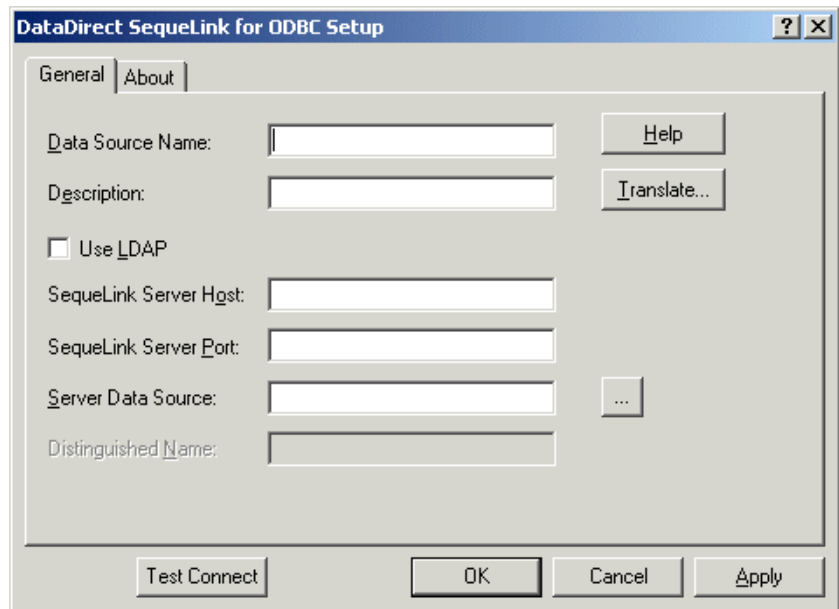 DataDirect SequeLink for ODBC Setup
General About
Data Source Name:
Help
Description:
Translate...
Use LDAP
SequeLink Server Host:
SequeLink Server Port:
Server Data Source:
...
Distinguished Name:
Test Connect OK Cancel Apply